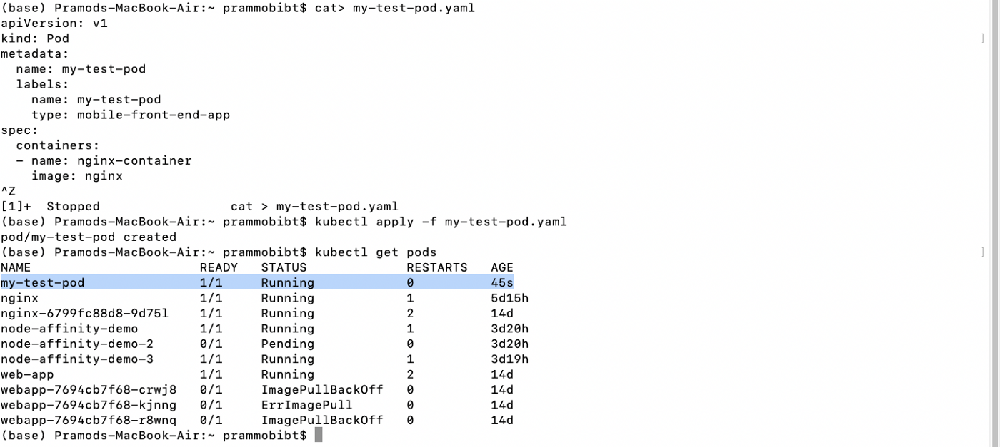 (base) Pramods-MacBook-Air:~ prammobibt$ cat> my-test-pod.yaml
apiVersion: v1
kind: Pod
]
metadata:
  name: my-test-pod
  labels:
    name: my-test-pod
    type: mobile-front-end-app
spec:
  containers:
  - name: nginx-container
    image: nginx
^Z
[1]+  Stopped                 cat > my-test-pod.yaml
(base) Pramods-MacBook-Air:~ prammobibt$ kubectl apply -f my-test-pod.yaml
pod/my-test-pod created
(base) Pramods-MacBook-Air:~ prammobibt$ kubectl get pods
]
NAME                      READY   STATUS             RESTARTS   AGE
my-test-pod               1/1     Running            0          45s
nginx                     1/1     Running            1          5d15h
nginx-6799fc88d8-9d75l    1/1     Running            2          14d
node-affinity-demo        1/1     Running            1          3d20h
node-affinity-demo-2      0/1     Pending            0          3d20h
node-affinity-demo-3      1/1     Running            1          3d19h
web-app                   1/1     Running            2          14d
webapp-7694cb7f68-crwj8   0/1     ImagePullBackOff   0          14d
webapp-7694cb7f68-kjnng   0/1     ErrImagePull       0          14d
webapp-7694cb7f68-r8wnq   0/1     ImagePullBackOff   0          14d
(base) Pramods-MacBook-Air:~ prammobibt$